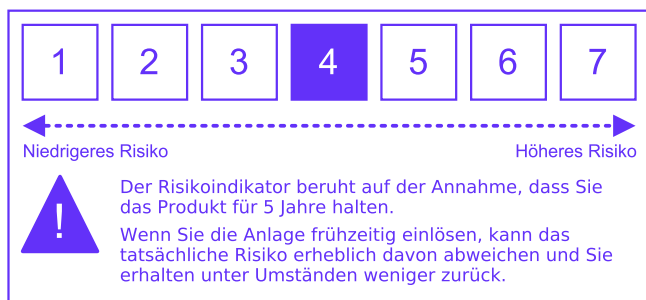 1 2 3 4 5 6 7
Niedrigeres Risiko Höheres Risiko
!
Der Risikoindikator beruht auf der Annahme, dass Sie
das Produkt für 5 Jahre halten.
Wenn Sie die Anlage frühzeitig einlösen, kann das
tatsächliche Risiko erheblich davon abweichen und Sie
erhalten unter Umständen weniger zurück.